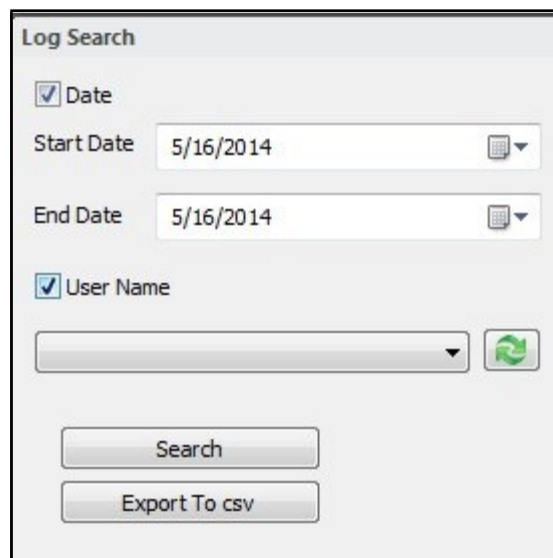 Log Search
Date
Start Date 5/16/2014
End Date 5/16/2014
User Name
Search
Export To csv